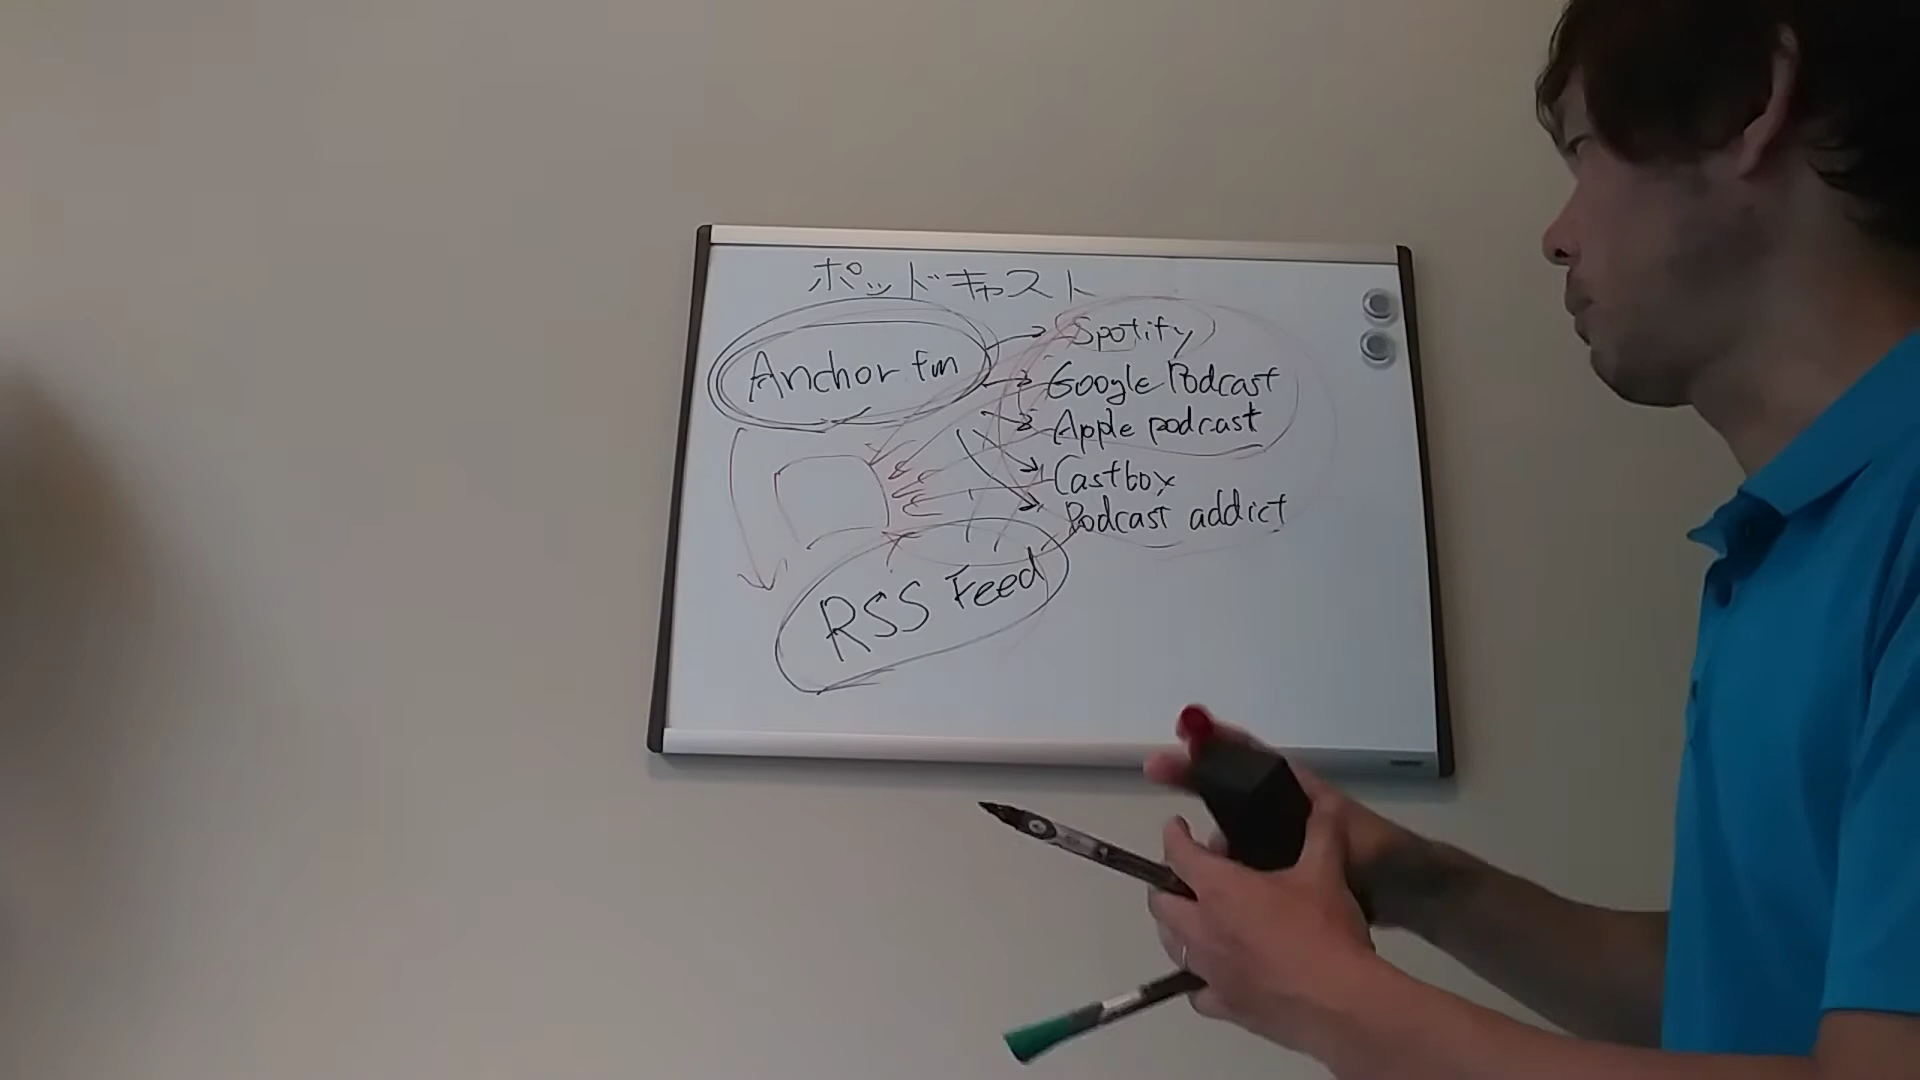 ポッドキャスト
Anchor fm
Spotify
Google Podcast
Apple podcast
Castbox
Podcast addict
RSS Feed